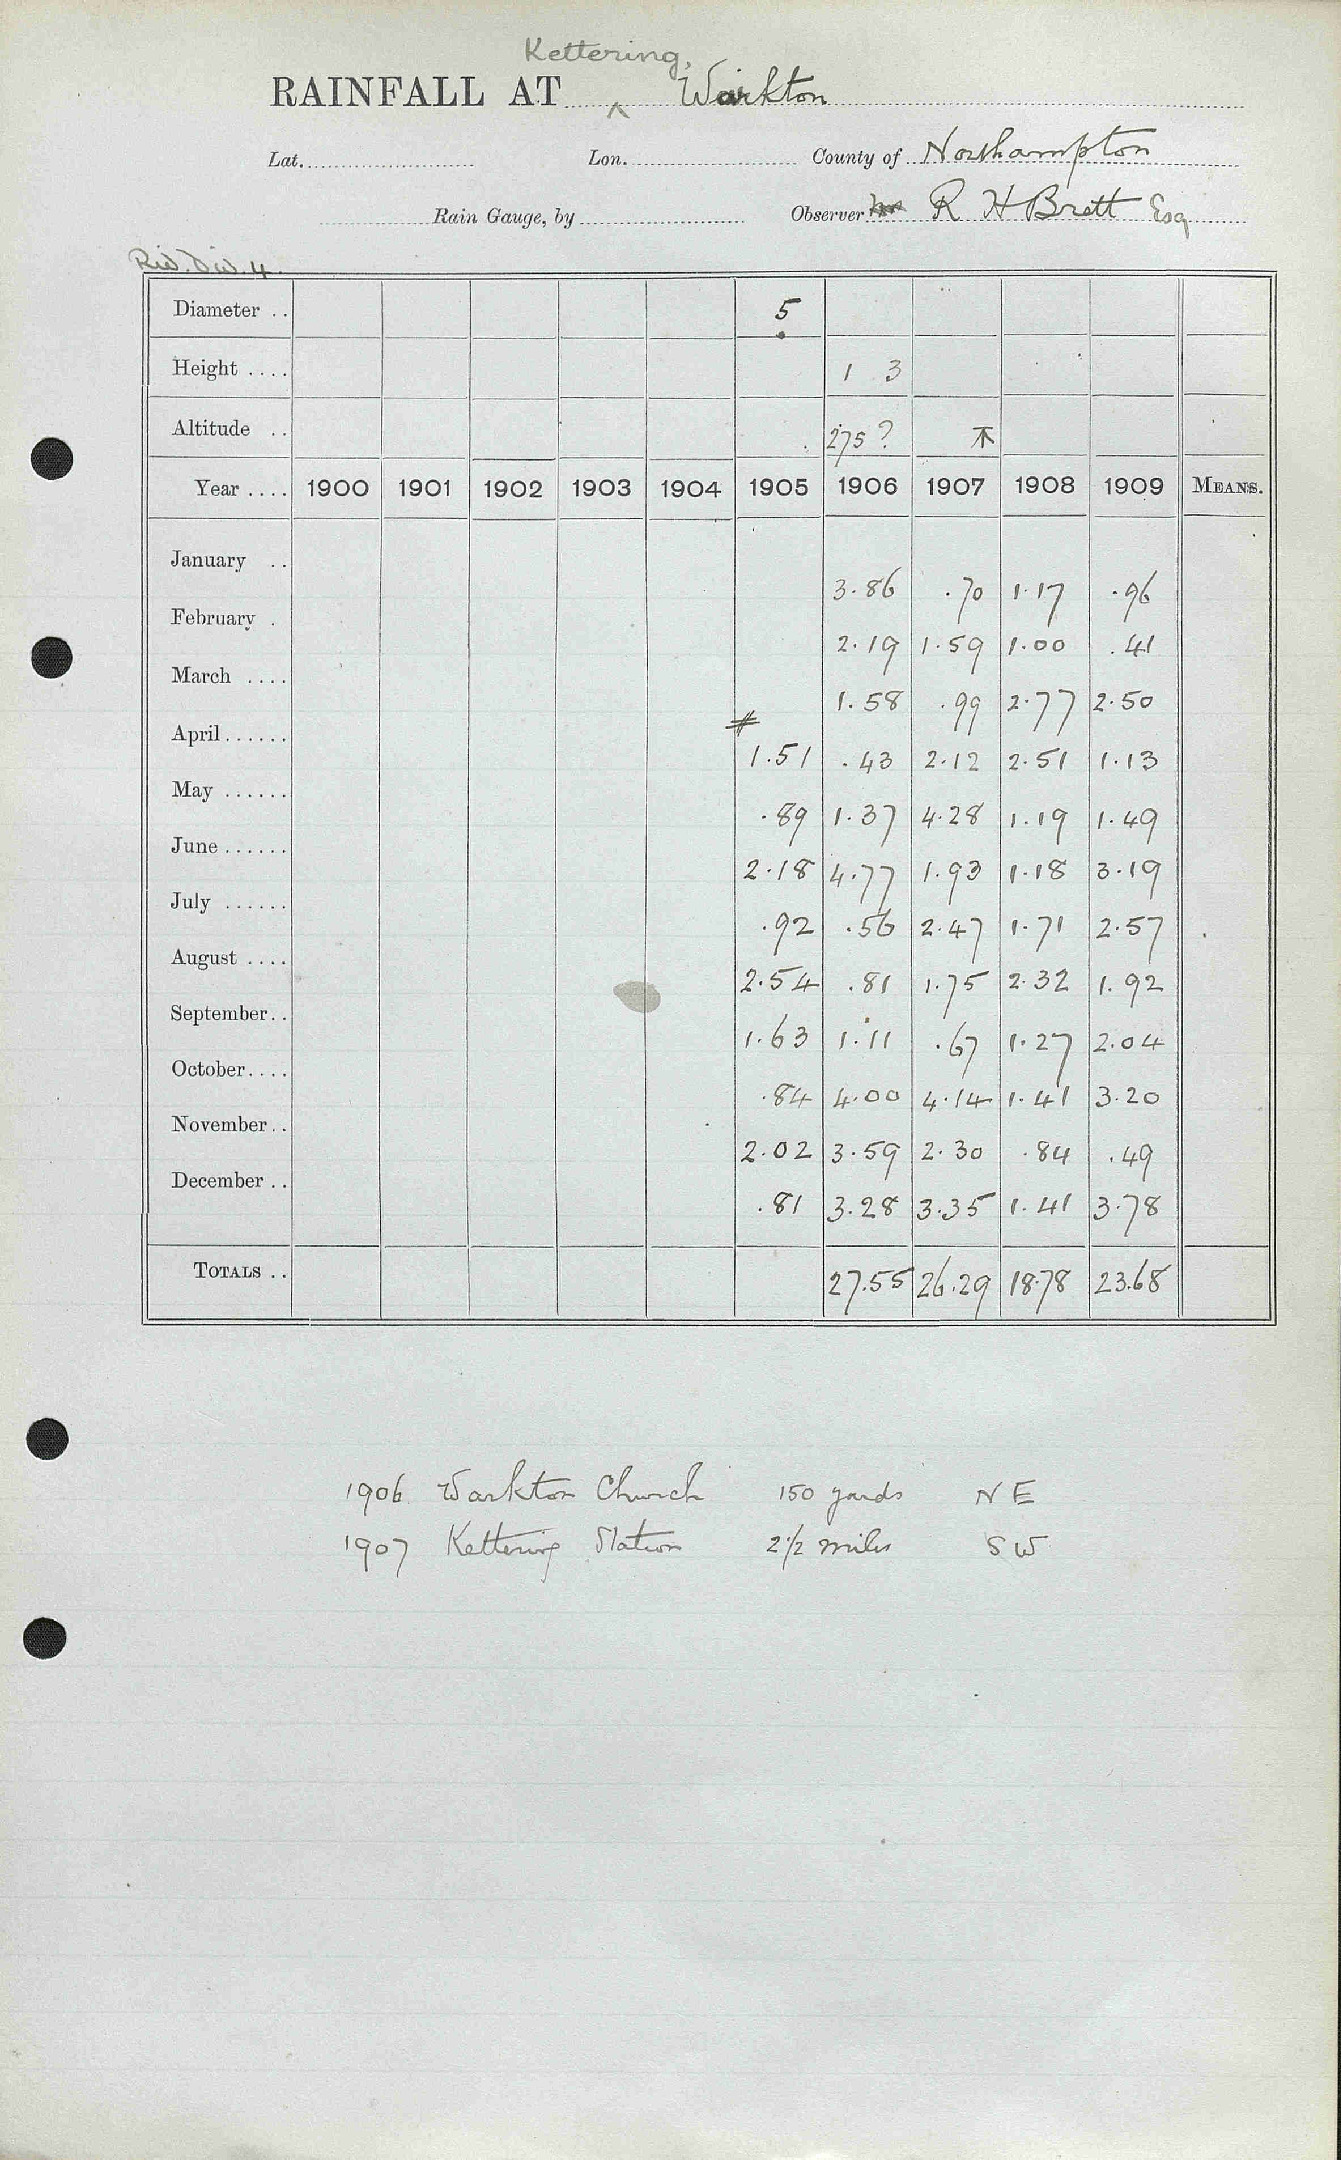 Kettering,
RAINFALL AT ^ Warkton
Lat. Lon. County of Northampton
Rain Gauge, by Observer R H Brett Esq
Riv. Div. 4.
Diameter .. 5
Height .... 1 3
Altitude .. 275 ?
Year .... 1900 1901 1902 1903 1904 1905 1906 1907 1908 1909 MEANS.
January .. 3.86 .70 1.17 .96
February . 2.19 1.59 1.00 .41
March .... 1.58 .99 2.77 2.50
April ...... # 1.51 .43 2.12 2.51 1.13
May ...... .89 1.37 4.28 1.19 1.49
June ...... 2.18 4.77 1.93 1.18 3.19
July ...... .92 .56 2.47 1.71 2.57
August .... 2.54 .81 1.75 2.32 1.92
September.. 1.63 1.11 .67 1.27 2.04
October.... .84 4.00 4.14 1.41 3.20
November.. 2.02 3.59 2.30 .84 .49
December .. .81 3.28 3.35 1.41 3.78
TOTALS .. 27.55 26.29 18.78 23.68
1906 Warkton Church 150 yards NE
1907 Kettering Station 2½ miles SW